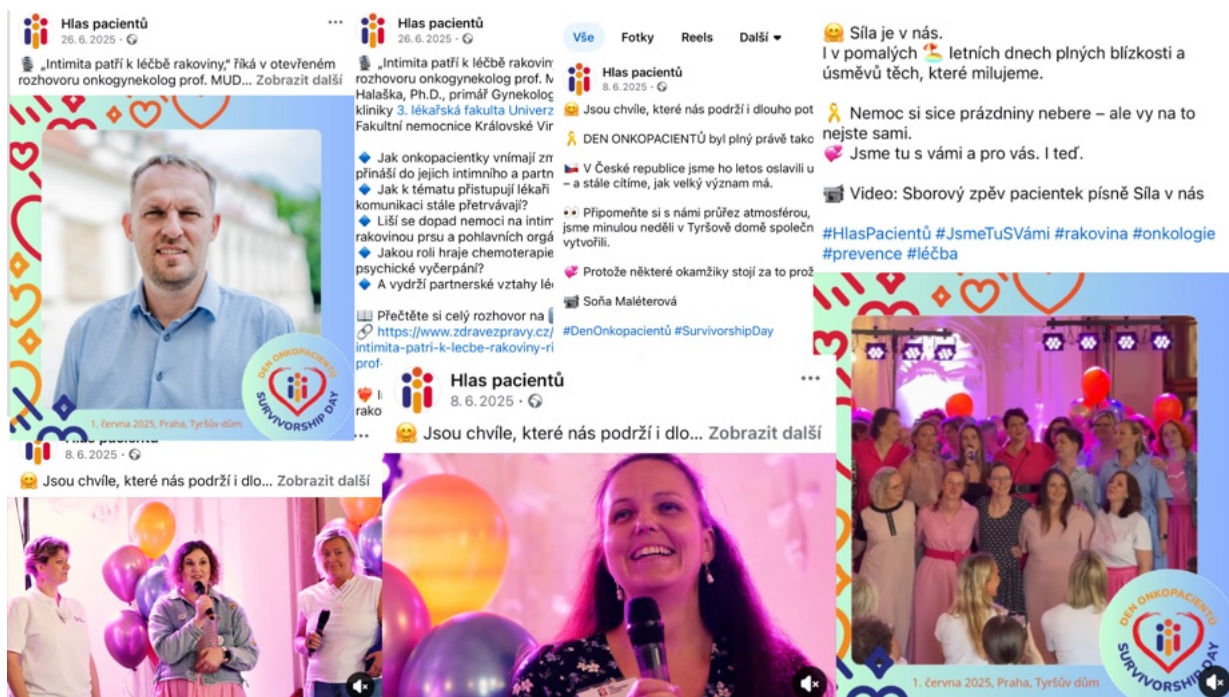 Hlas pacientů
26. 6. 2025 ·
🎙️ „Intimita patří k léčbě rakoviny,“ říká v otevřeném
rozhovoru onkogynekolog prof. MUD... Zobrazit další
DEN ONKOPACIENTŮ
SURVIVORSHIP DAY
1. června 2025, Praha, Tyršův dům
Hlas pacientů
26. 6. 2025 ·
🎙️ „Intimita patří k léčbě rakovin
rozhovoru onkogynekolog prof. M
Halaška, Ph.D., primář Gynekolog
kliniky 3. lékařská fakulta Univerz
Fakultní nemocnice Královské Vin
🔹 Jak onkopacientky vnímají zm
přináší do jejich intimního a partn
🔹 Jak k tématu přistupují lékaři
komunikaci stále přetrvávají?
🔹 Liší se dopad nemoci na intim
rakovinou prsu a pohlavních orgá
🔹 Jakou roli hraje chemoterapie
psychické vyčerpání?
🔹 A vydrží partnerské vztahy lé
📖 Přečtěte si celý rozhovor na
🔗 https://www.zdravezpravy.cz/
intimita-patri-k-lecbe-rakoviny-ri
prof-
rako
Vše Fotky Reels Další
Hlas pacientů
8. 6. 2025 ·
🤗 Jsou chvíle, které nás podrží i dlouho pot
🎗️ DEN ONKOPACIENTŮ byl plný právě tako
🇨🇿 V České republice jsme ho letos oslavili u
– a stále cítíme, jak velký význam má.
👀 Připomeňte si s námi průřez atmosférou,
jsme minulou neděli v Tyršově domě společn
vytvořili.
💞 Protože některé okamžiky stojí za to prož
📹 Soňa Maléterová
#DenOnkopacientů #SurvivorshipDay
🤗 Síla je v nás.
I v pomalých 🏖️ letních dnech plných blízkosti a
úsměvů těch, které milujeme.
🎗️ Nemoc si sice prázdniny nebere – ale vy na to
nejste sami.
💞 Jsme tu s vámi a pro vás. I teď.
📹 Video: Sborový zpěv pacientek písně Síla v nás
#HlasPacientů #JsmeTuSVámi #rakovina #onkologie
#prevence #léčba
Hlas pacientů
8. 6. 2025 ·
🤗 Jsou chvíle, které nás podrží i dlo... Zobrazit další
Hlas pacientů
8. 6. 2025 ·
🤗 Jsou chvíle, které nás podrží i dlo... Zobrazit další
DEN ONKOPACIENTŮ
SURVIVORSHIP DAY
1. června 2025, Praha, Tyršův dům